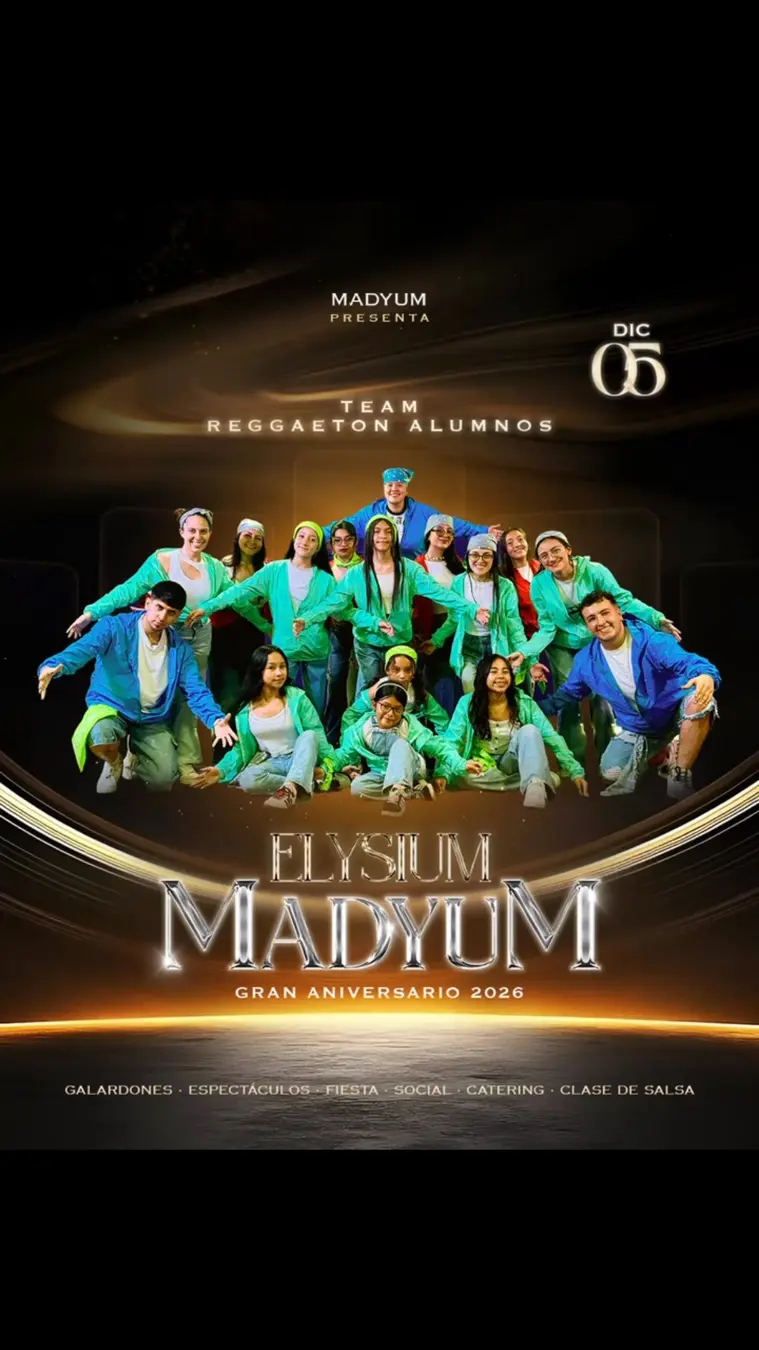 MADYUM
PRESENTA
DIC
05
TEAM
REGGAETON ALUMNOS
ELYSIUM
MADYUM
GRAN ANIVERSARIO 2026
GALARDONES · ESPECTÁCULOS · FIESTA · SOCIAL · CATERING · CLASE DE SALSA